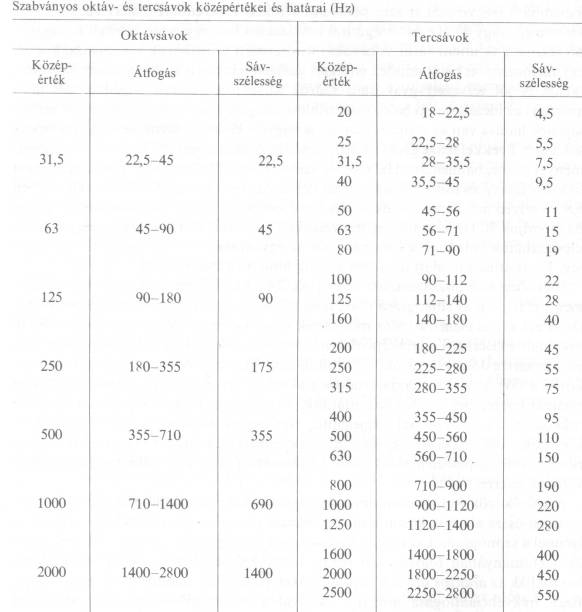 Szabványos oktáv- és tercsávok középértékei és határai (Hz)
Oktávsávok Tercsávok
Közép-érték Átfogás Sáv-szélesség Közép-érték Átfogás Sáv-szélesség
20 18–22,5 4,5
25 22,5–28 5,5
31,5 22,5–45 22,5 31,5 28–35,5 7,5
40 35,5–45 9,5
50 45–56 11
63 45–90 45 63 56–71 15
80 71–90 19
100 90–112 22
125 90–180 90 125 112–140 28
160 140–180 40
200 180–225 45
250 180–355 175 250 225–280 55
315 280–355 75
400 355–450 95
500 355–710 355 500 450–560 110
630 560–710 150
800 710–900 190
1000 710–1400 690 1000 900–1120 220
1250 1120–1400 280
1600 1400–1800 400
2000 1400–2800 1400 2000 1800–2250 450
2500 2250–2800 550